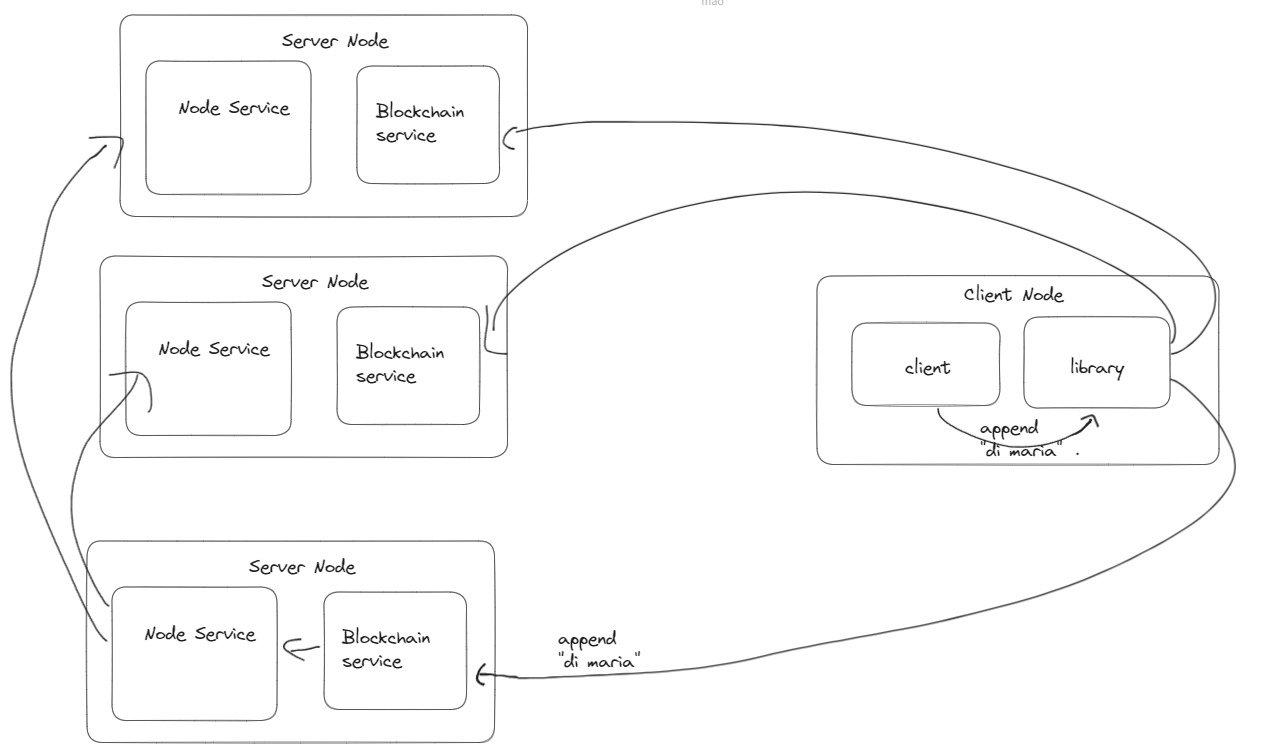 mao
Server Node
Node Service
Blockchain
service
Server Node
Node Service
Blockchain
service
Client Node
client
library
append
"di maria" .
Server Node
Node Service
Blockchain
service
append
"di maria"